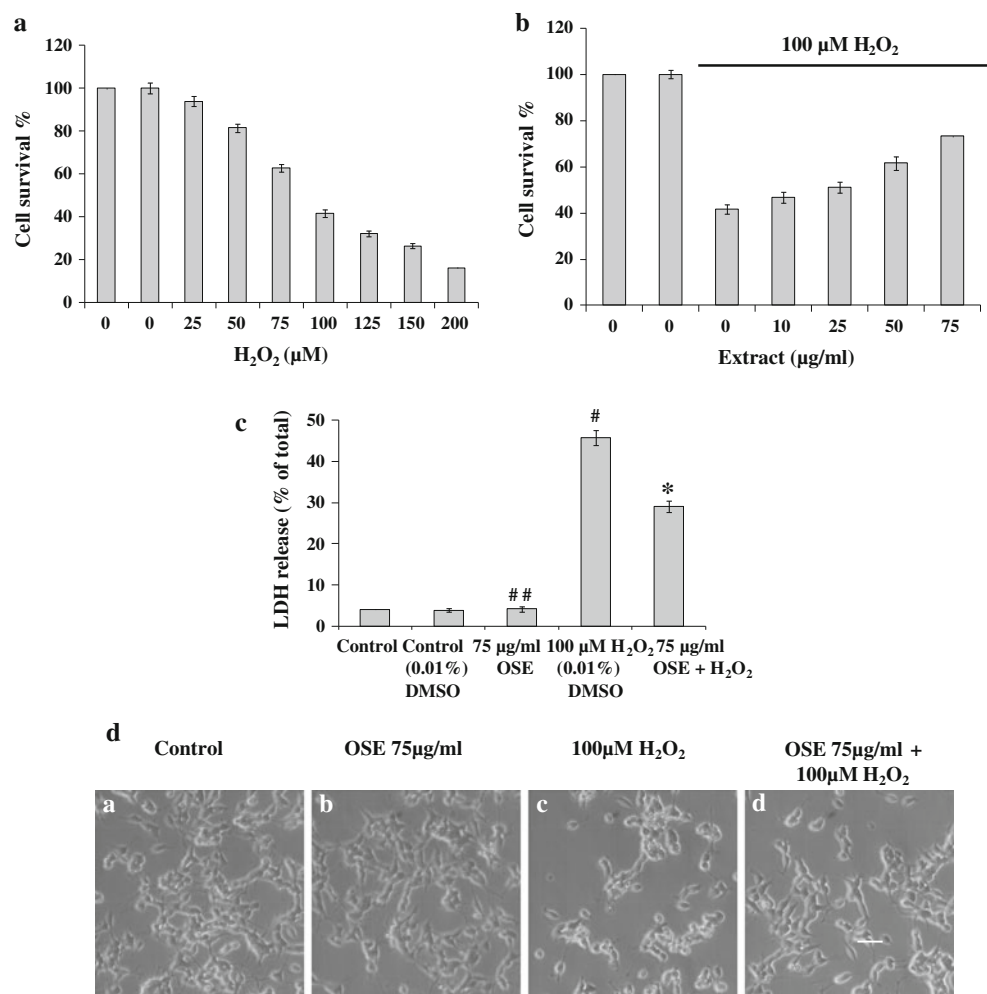 a
120
100
80
60
40
20
0
Cell survival %
0 0 25 50 75 100 125 150 200
H₂O₂ (µM)
b
100 µM H₂O₂
120
100
80
60
40
20
0
Cell survival %
0 0 0 10 25 50 75
Extract (µg/ml)
c
50
40
30
20
10
0
LDH release (% of total)
# #
#
*
Control Control 75 µg/ml 100 µM H₂O₂ 75 µg/ml
(0.01%) OSE (0.01%) OSE + H₂O₂
DMSO DMSO
d
Control OSE 75µg/ml 100µM H₂O₂ OSE 75µg/ml +
100µM H₂O₂
a b c d